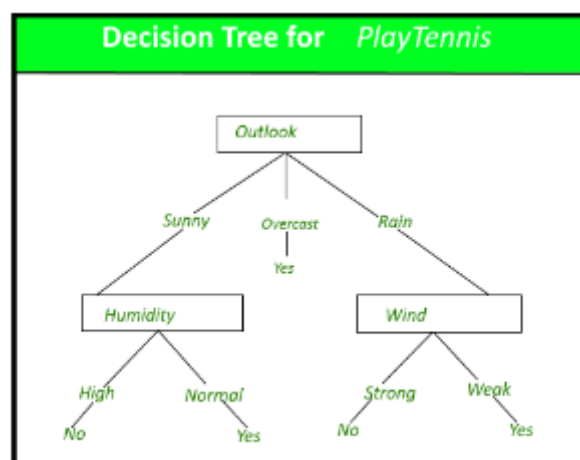 Decision Tree for PlayTennis
Outlook
Sunny Overcast Rain
Yes
Humidity Wind
High Normal Strong Weak
No Yes No Yes